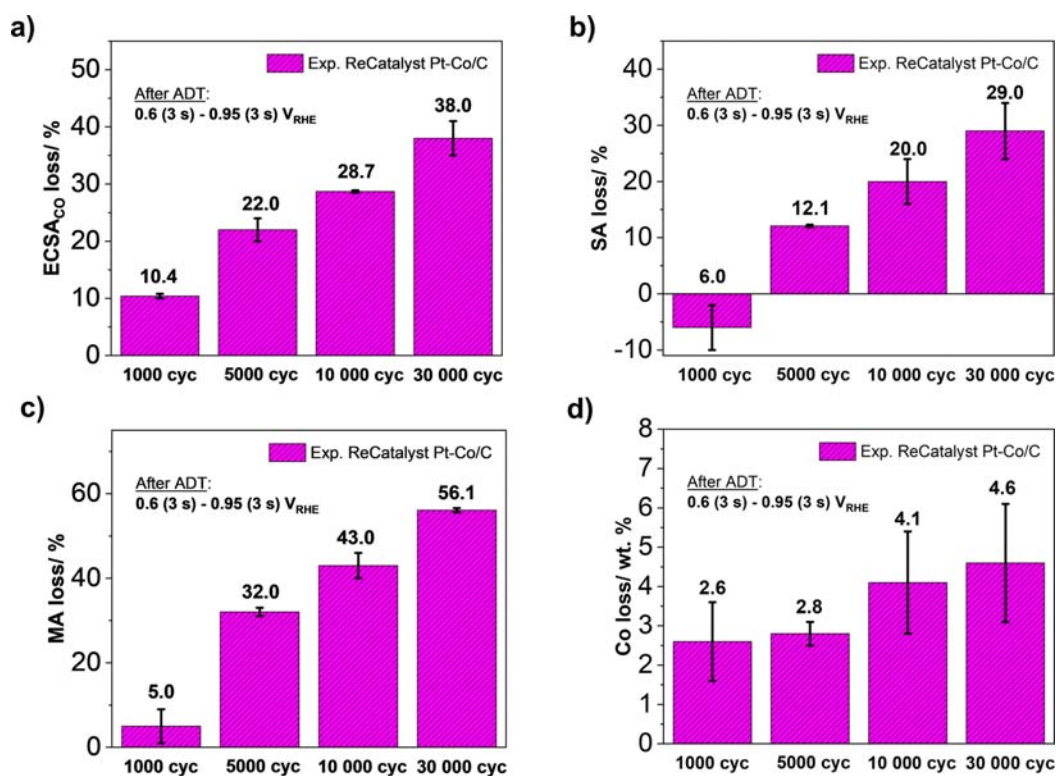 a)
ECSA_CO loss/ %
50
40
30
20
10
0
Exp. ReCatalyst Pt-Co/C
After ADT:
0.6 (3 s) - 0.95 (3 s) V_RHE
10.4
22.0
28.7
38.0
1000 cyc
5000 cyc
10 000 cyc
30 000 cyc
b)
SA loss/ %
40
30
20
10
0
-10
Exp. ReCatalyst Pt-Co/C
After ADT:
0.6 (3 s) - 0.95 (3 s) V_RHE
6.0
12.1
20.0
29.0
1000 cyc
5000 cyc
10 000 cyc
30 000 cyc
c)
MA loss/ %
60
40
20
0
Exp. ReCatalyst Pt-Co/C
After ADT:
0.6 (3 s) - 0.95 (3 s) V_RHE
5.0
32.0
43.0
56.1
1000 cyc
5000 cyc
10 000 cyc
30 000 cyc
d)
Co loss/ wt. %
8
7
6
5
4
3
2
1
0
Exp. ReCatalyst Pt-Co/C
After ADT:
0.6 (3 s) - 0.95 (3 s) V_RHE
2.6
2.8
4.1
4.6
1000 cyc
5000 cyc
10 000 cyc
30 000 cyc